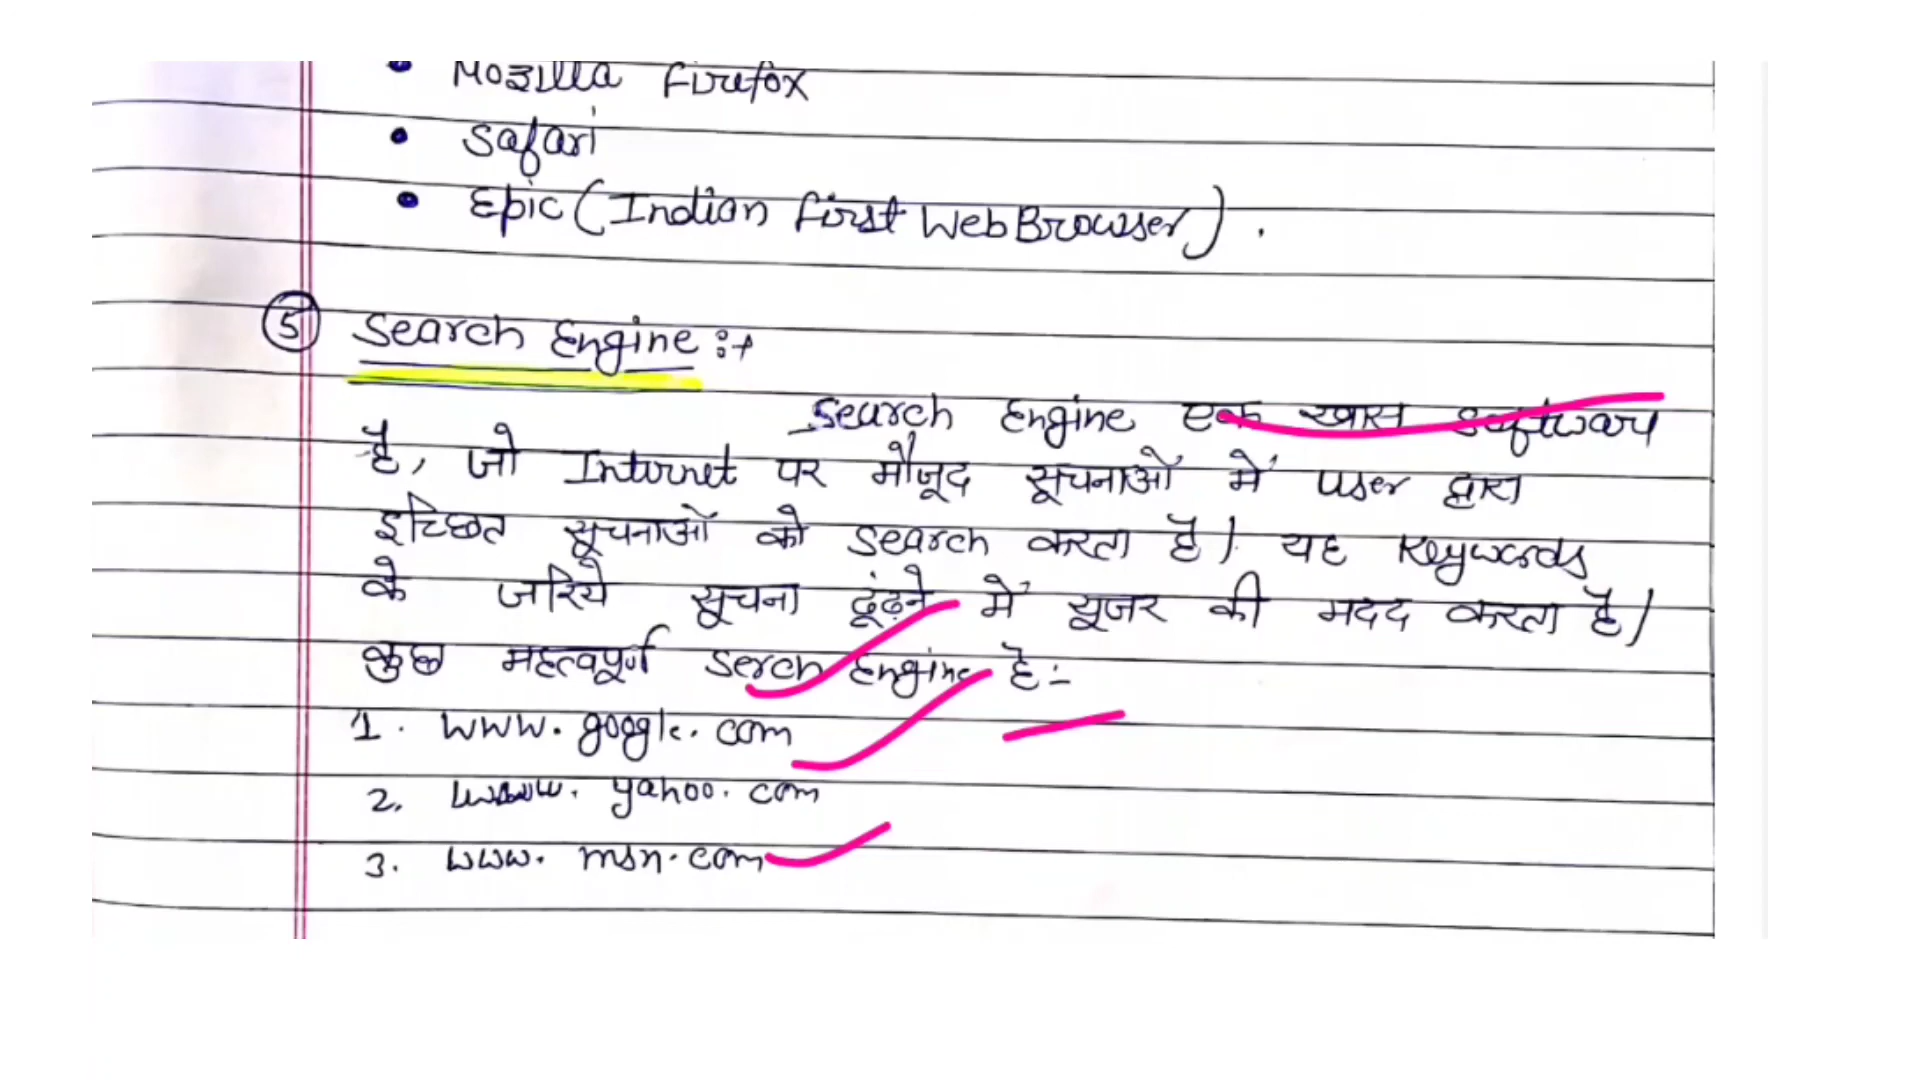 • Mozilla Firefox
• Safari
• Epic (Indian first Web Browser).
5 Search Engine :→
Search Engine एक खास Software
है, जो Internet पर मौजूद सूचनाओं में user द्वारा
इच्छित सूचनाओं को search करता है। यह Keywords
के जरिये सूचना ढूंढ़ने में यूजर की मदद करता है।
कुछ महत्वपूर्ण Serch Engine है:-
1. www.google.com
2. www.yahoo.com
3. www.msn.com